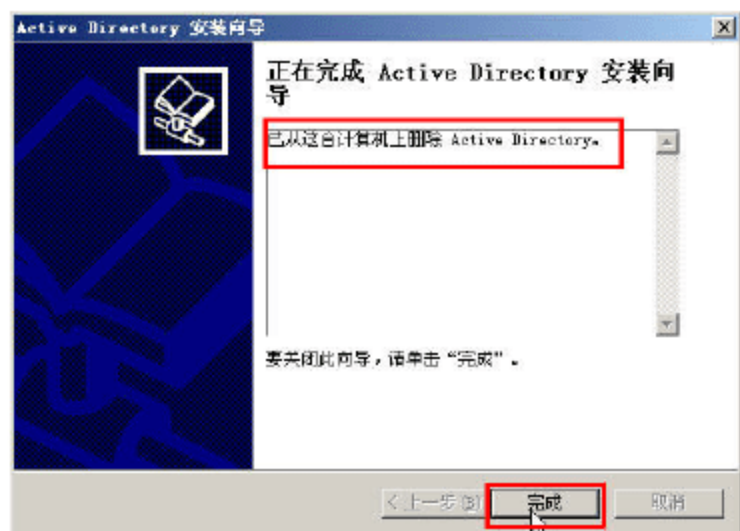 Active Directory 安装向导
正在完成 Active Directory 安装向
导
已从这台计算机上删除 Active Directory。
要关闭此向导，请单击“完成”。
< 上一步(B)
完成
取消